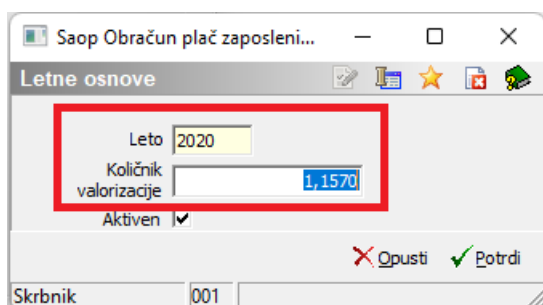 Saop Obračun plač zaposleni...
Letne osnove
Leto 2020
Količnik
valorizacije 1,1570
Aktiven
Opusti Potrdi
Skrbnik 001